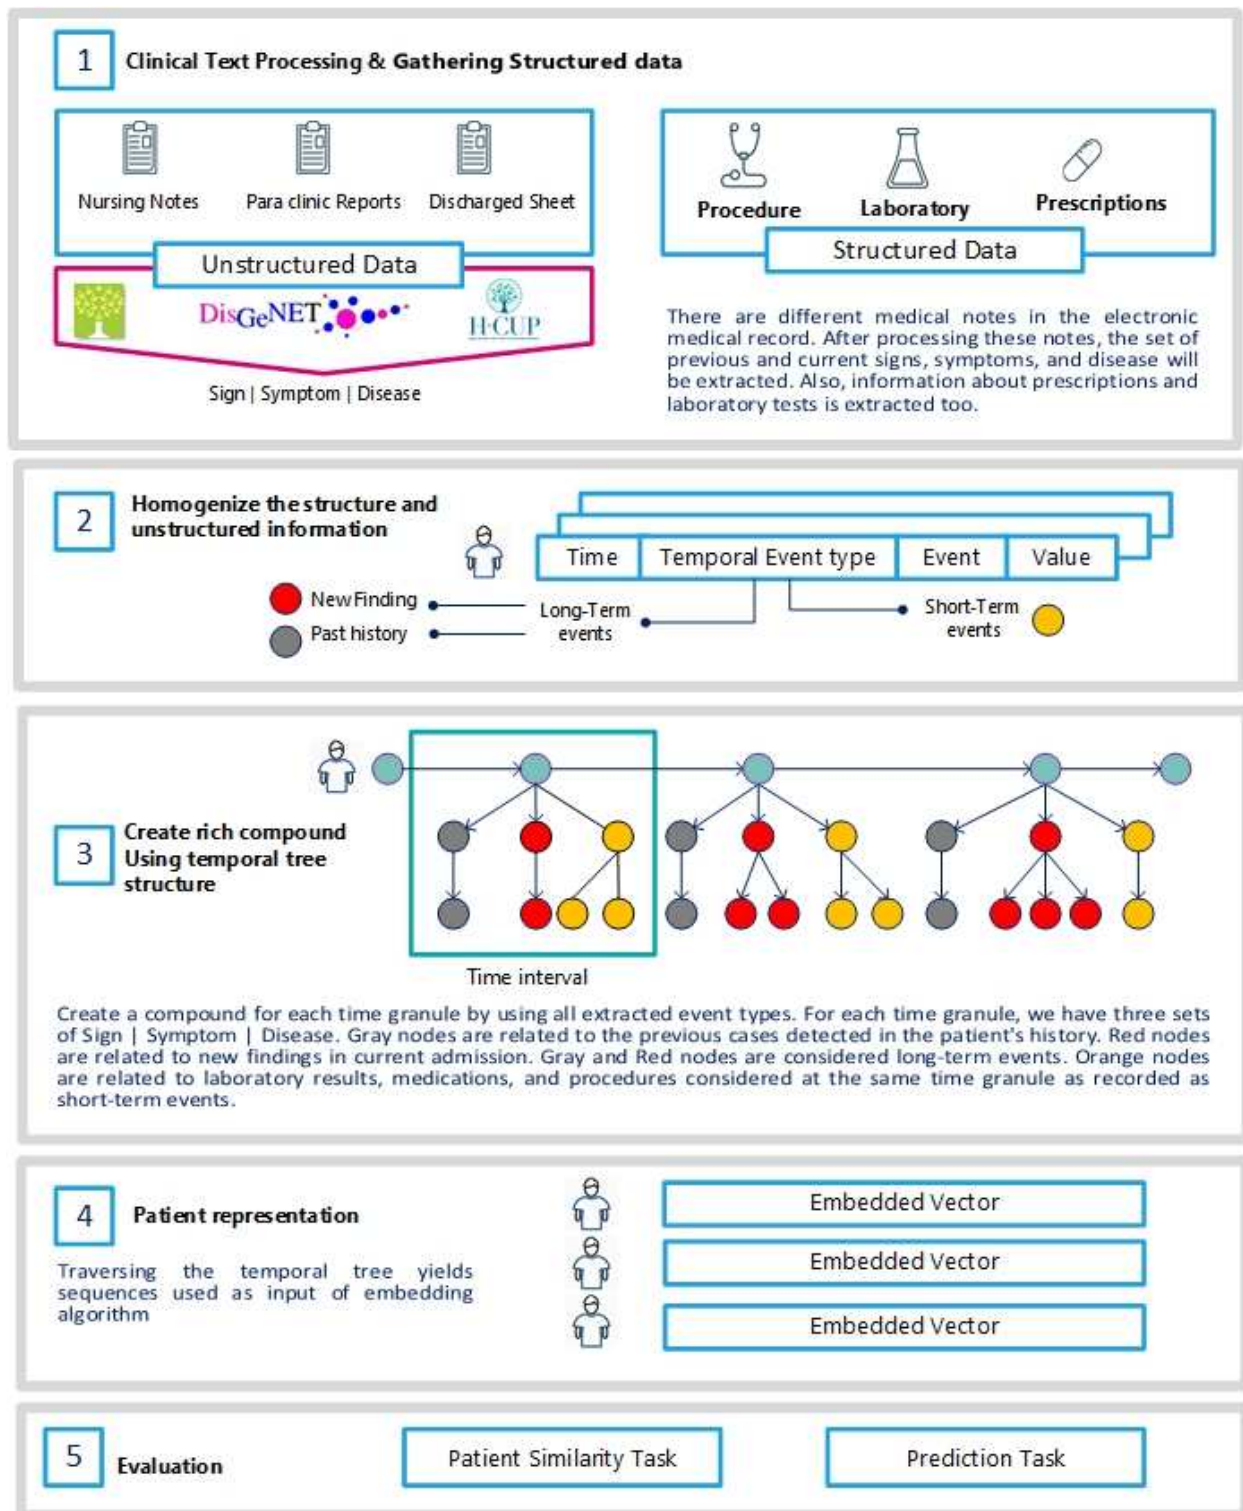 1
Clinical Text Processing & Gathering Structured data
Nursing Notes
Para clinic Reports
Discharged Sheet
Unstructured Data
DisGeNET
H·CUP
Sign | Symptom | Disease
Procedure
Laboratory
Prescriptions
Structured Data
There are different medical notes in the electronic
medical record. After processing these notes, the set of
previous and current signs, symptoms, and disease will
be extracted. Also, information about prescriptions and
laboratory tests is extracted too.
2
Homogenize the structure and
unstructured information
Time
Temporal Event type
Event
Value
New Finding
Past history
Long-Term
events
Short-Term
events
3
Create rich compound
Using temporal tree
structure
Time interval
Create a compound for each time granule by using all extracted event types. For each time granule, we have three sets
of Sign | Symptom | Disease. Gray nodes are related to the previous cases detected in the patient's history. Red nodes
are related to new findings in current admission. Gray and Red nodes are considered long-term events. Orange nodes
are related to laboratory results, medications, and procedures considered at the same time granule as recorded as
short-term events.
4
Patient representation
Traversing the temporal tree yields
sequences used as input of embedding
algorithm
Embedded Vector
Embedded Vector
Embedded Vector
5
Evaluation
Patient Similarity Task
Prediction Task